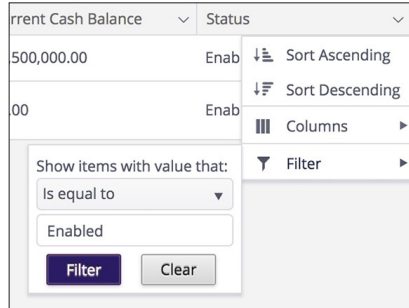 rrent Cash Balance Status
500,000.00 Enab
Sort Ascending
Sort Descending
.00 Enab
Columns
Filter
Show items with value that:
Is equal to
Enabled
Filter Clear